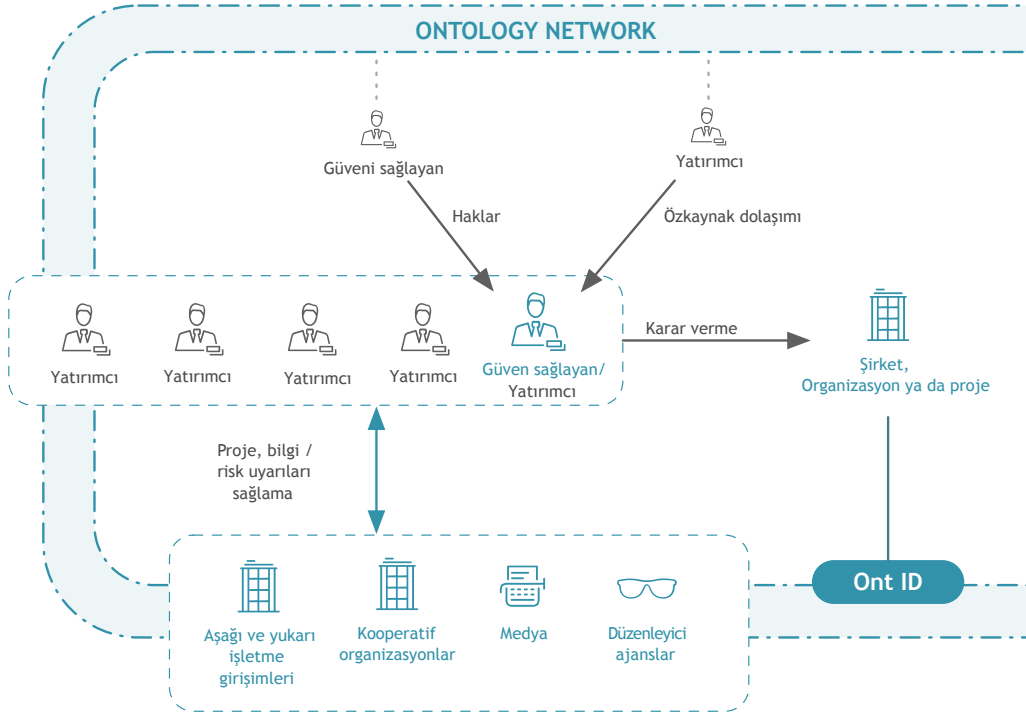 ONTOLOGY NETWORK
Güveni sağlayan
Yatırımcı
Haklar
Özkaynak dolaşımı
Yatırımcı
Yatırımcı
Yatırımcı
Yatırımcı
Güven sağlayan/
Yatırımcı
Karar verme
Şirket,
Organizasyon ya da proje
Proje, bilgi /
risk uyarıları
sağlama
Ont ID
Aşağı ve yukarı
işletme
girişimleri
Kooperatif
organizasyonlar
Medya
Düzenleyici
ajanslar